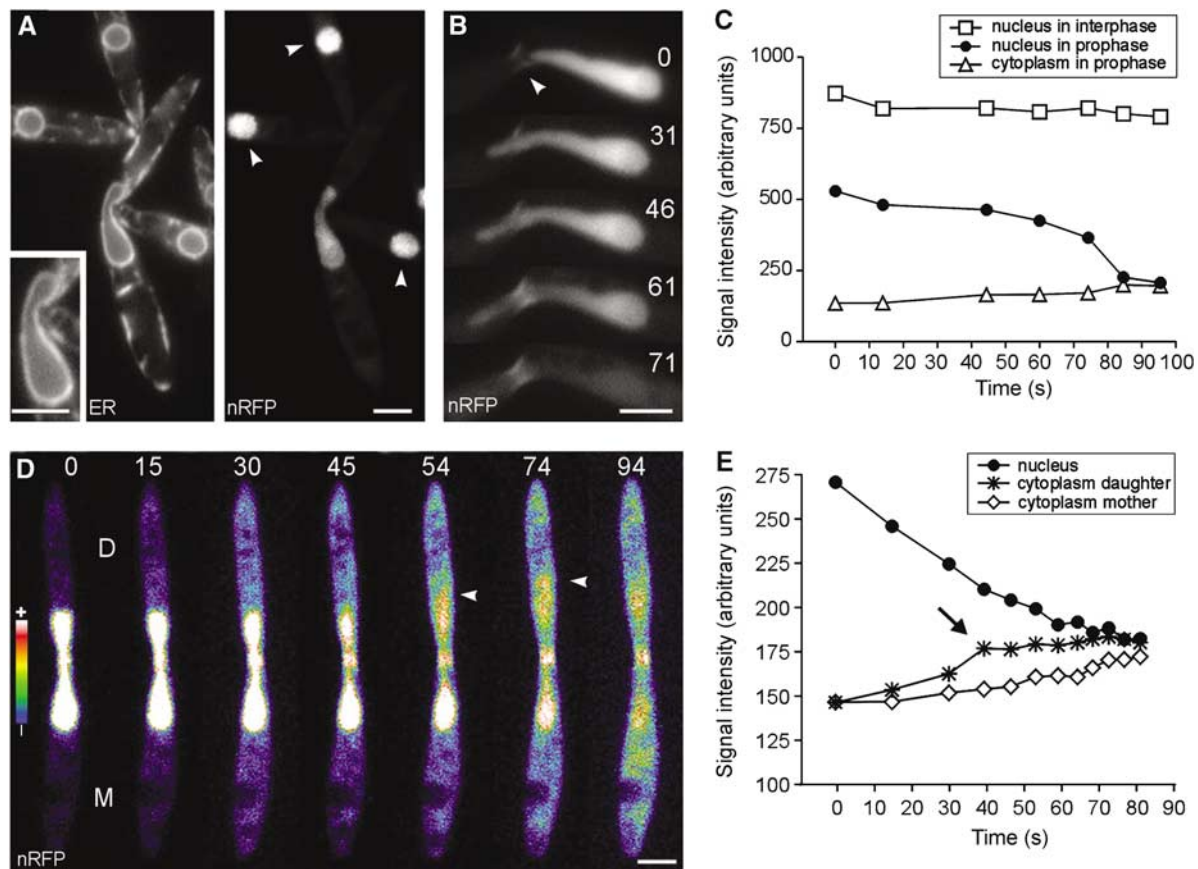 A
ER
nRFP
B
0
31
46
61
71
nRFP
C
nucleus in interphase
nucleus in prophase
cytoplasm in prophase
Signal intensity (arbitrary units)
1000
750
500
250
0
0 10 20 30 40 50 60 70 80 90 100
Time (s)
D 0 15 30 45 54 74 94
D
+
–
M
nRFP
E
nucleus
cytoplasm daughter
cytoplasm mother
Signal intensity (arbitrary units)
275
250
225
200
175
150
125
100
0 10 20 30 40 50 60 70 80 90
Time (s)